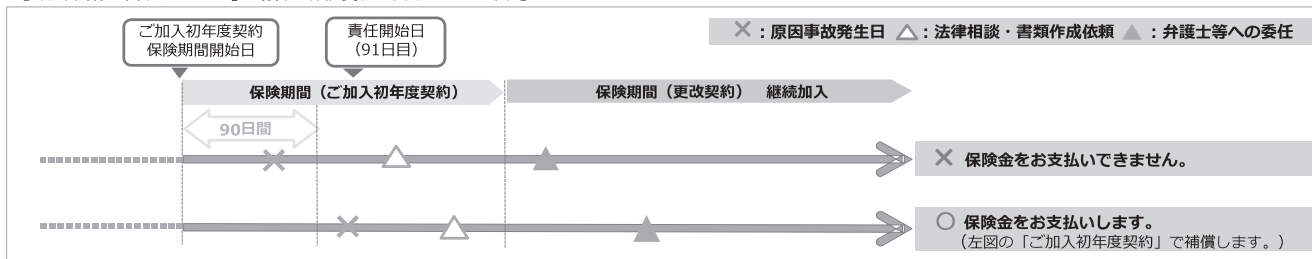 ご加入初年度契約
保険期間開始日
責任開始日
（91日目）
×：原因事故発生日 △：法律相談・書類作成依頼 ▲：弁護士等への委任
保険期間（ご加入初年度契約）
保険期間（更改契約） 継続加入
90日間
× 保険金をお支払いできません。
○ 保険金をお支払いします。
（左図の「ご加入初年度契約」で補償します。）